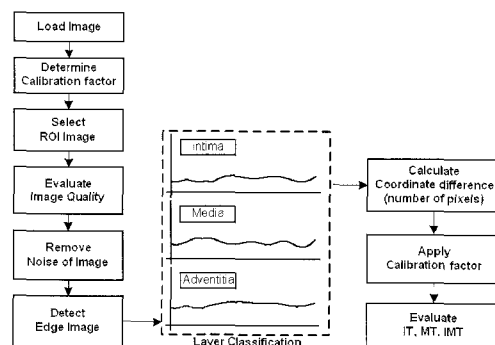 Load Image
Determine
Calibration factor
Select
ROI Image
Evaluate
Image Quality
Remove
Noise of Image
Detect
Edge Image
Intima
Media
Adventitia
Layer Classification
Calculate
Coordinate difference
(number of pixels)
Apply
Calibration factor
Evaluate
IT, MT, IMT